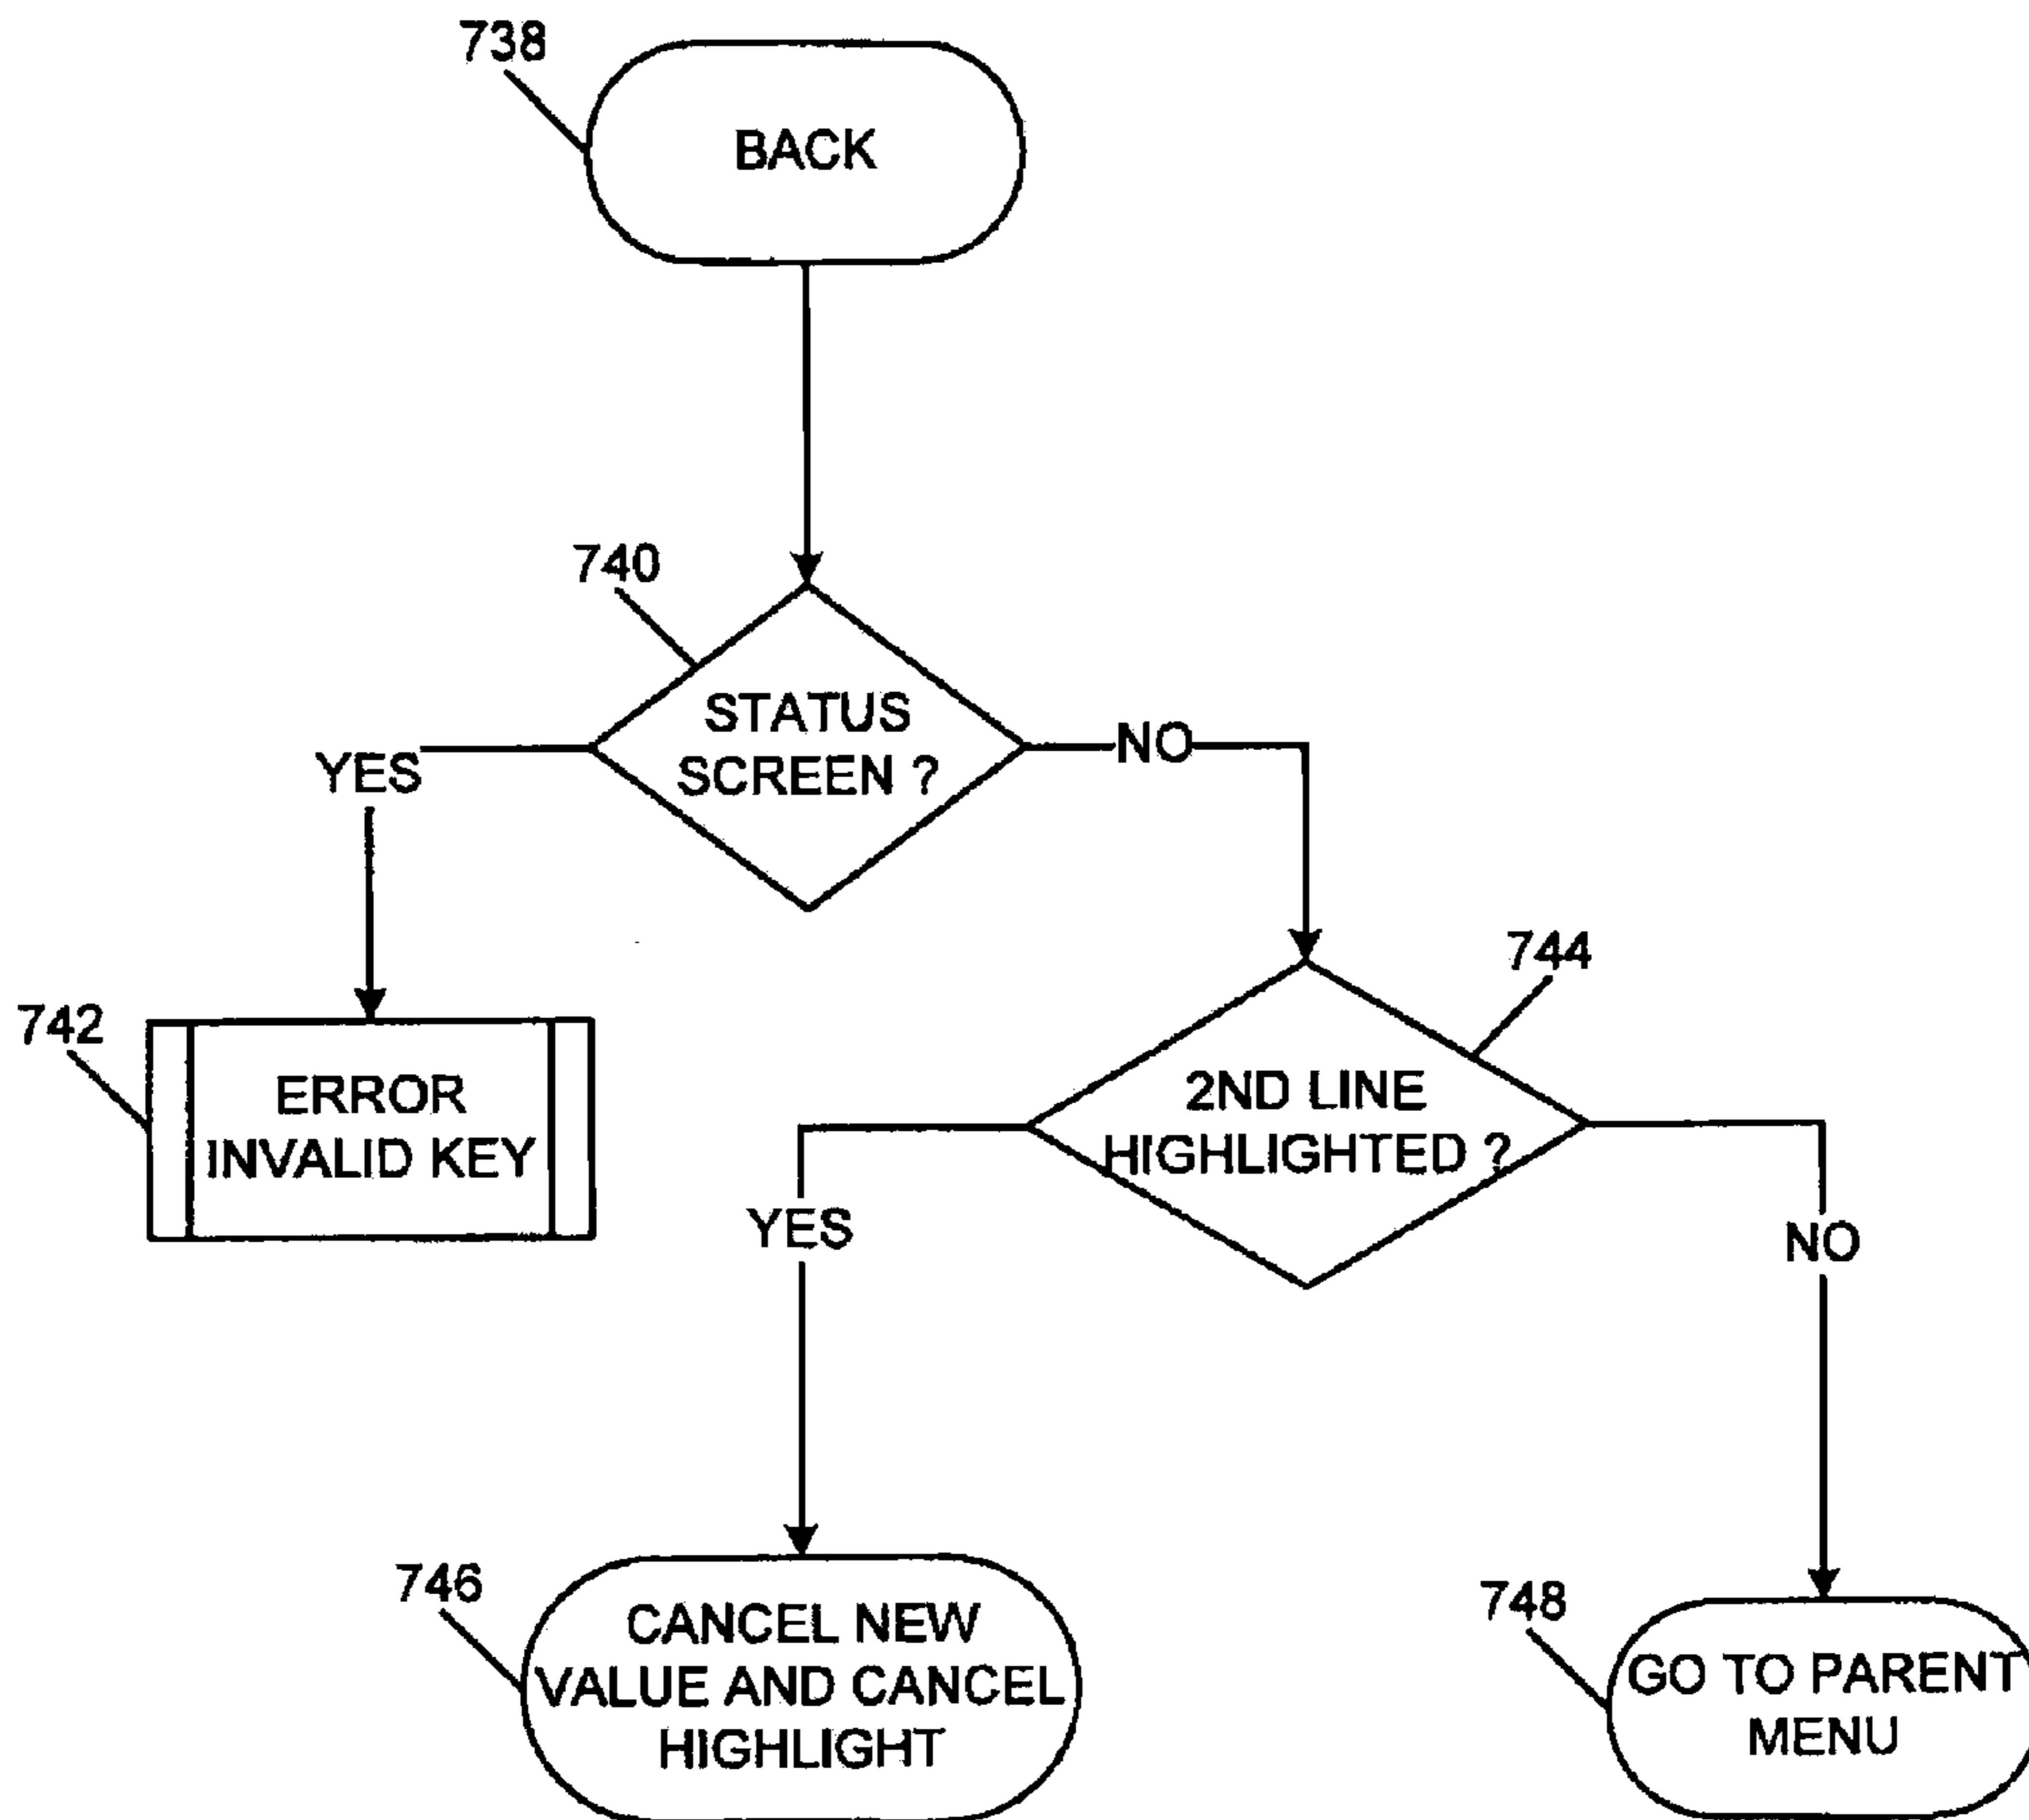 738
BACK
740
STATUS
SCREEN ?
YES
NO
742
ERROR
INVALID KEY
744
2ND LINE
HIGHLIGHTED ?
YES
NO
746
CANCEL NEW
VALUE AND CANCEL
HIGHLIGHT
748
GO TO PARENT
MENU